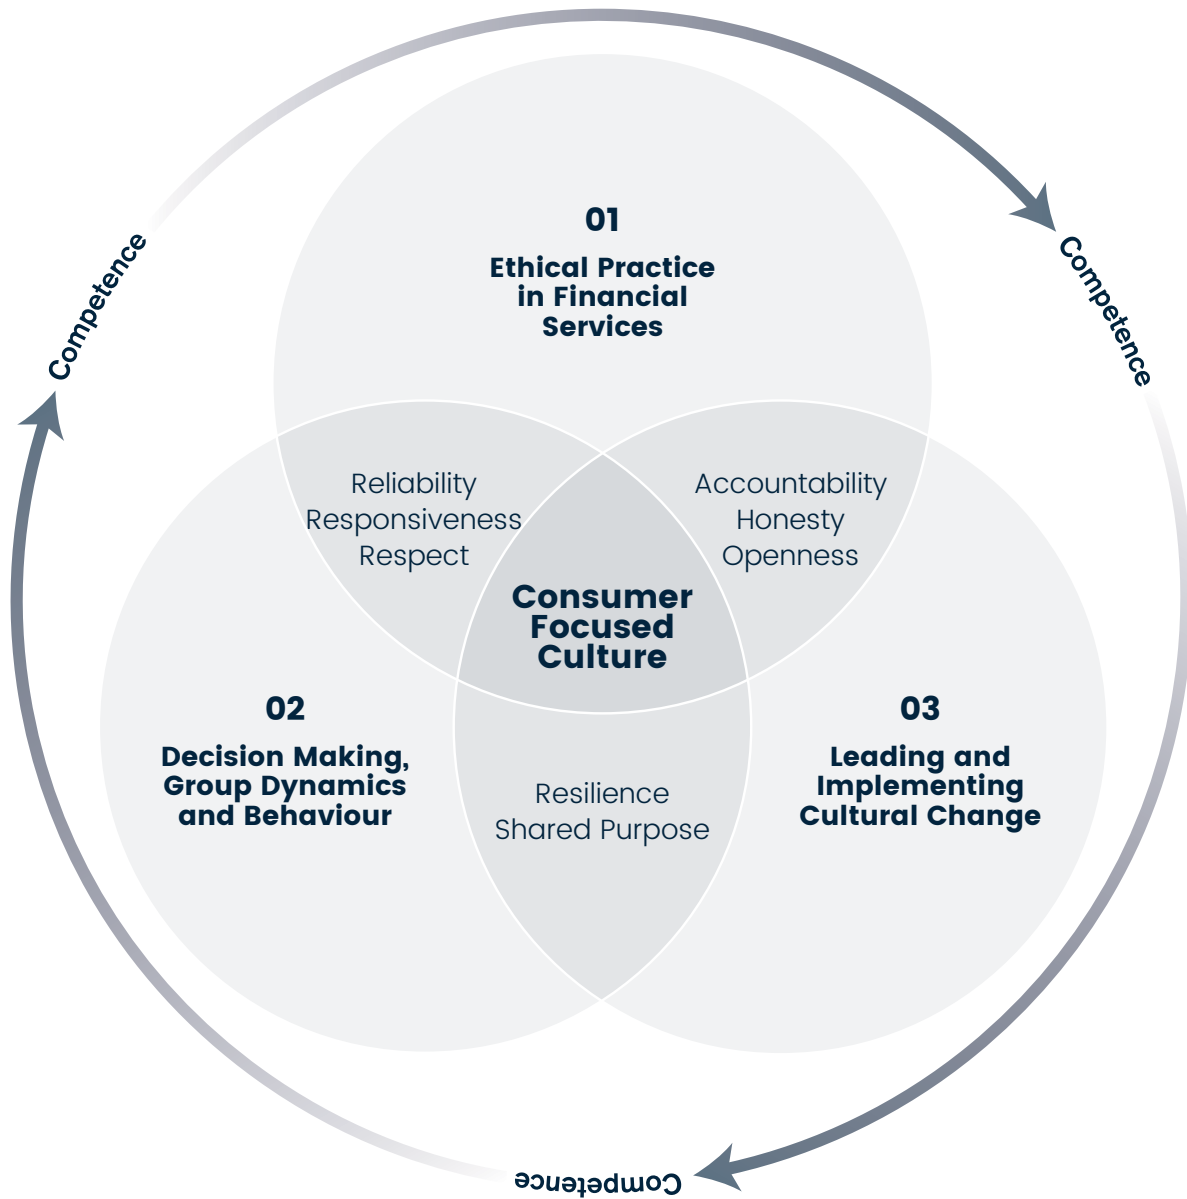 01
Ethical Practice
in Financial
Services
Competence
Competence
Reliability
Responsiveness
Respect
Accountability
Honesty
Openness
Consumer
Focused
Culture
02
Decision Making,
Group Dynamics
and Behaviour
03
Leading and
Implementing
Cultural Change
Resilience
Shared Purpose
Competence